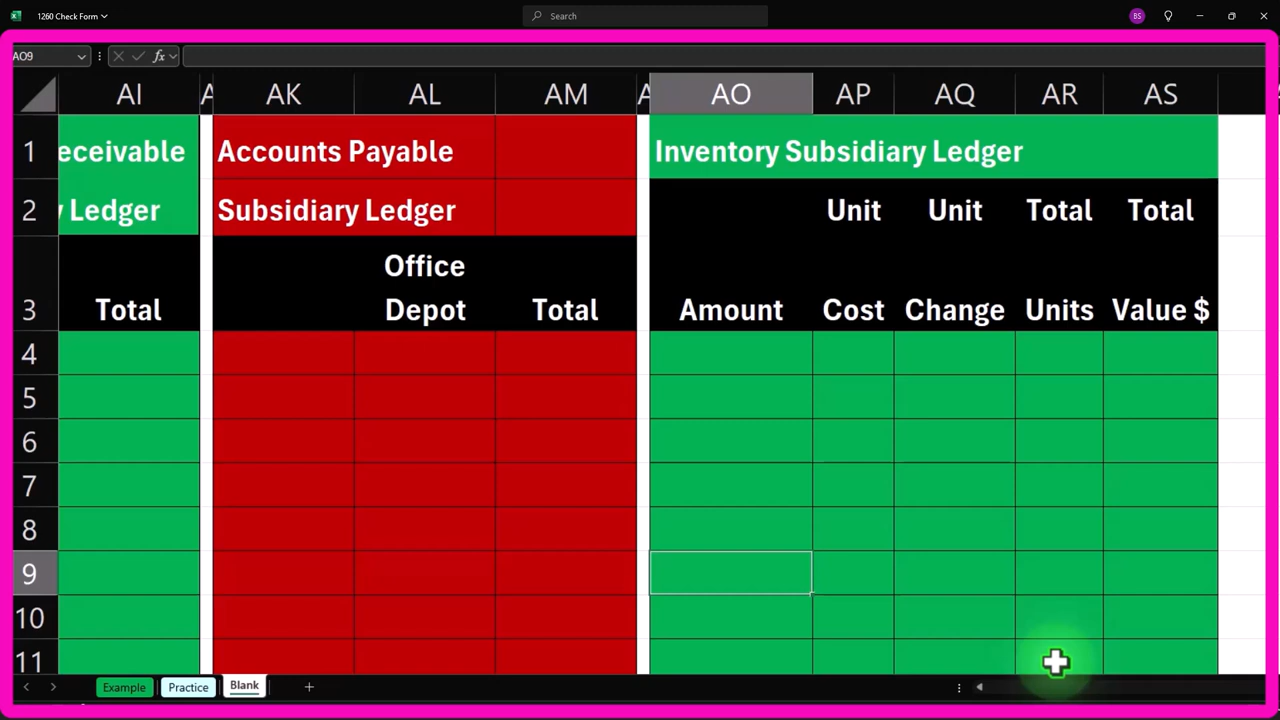 1260 Check Form
Search
BS
AO9
fx
AI
A
AK
AL
AM
A
AO
AP
AQ
AR
AS
1
eceivable
Accounts Payable
Inventory Subsidiary Ledger
2
y Ledger
Subsidiary Ledger
Unit
Unit
Total
Total
3
Total
Office
Depot
Total
Amount
Cost
Change
Units
Value $
4
5
6
7
8
9
10
11
Example
Practice
Blank